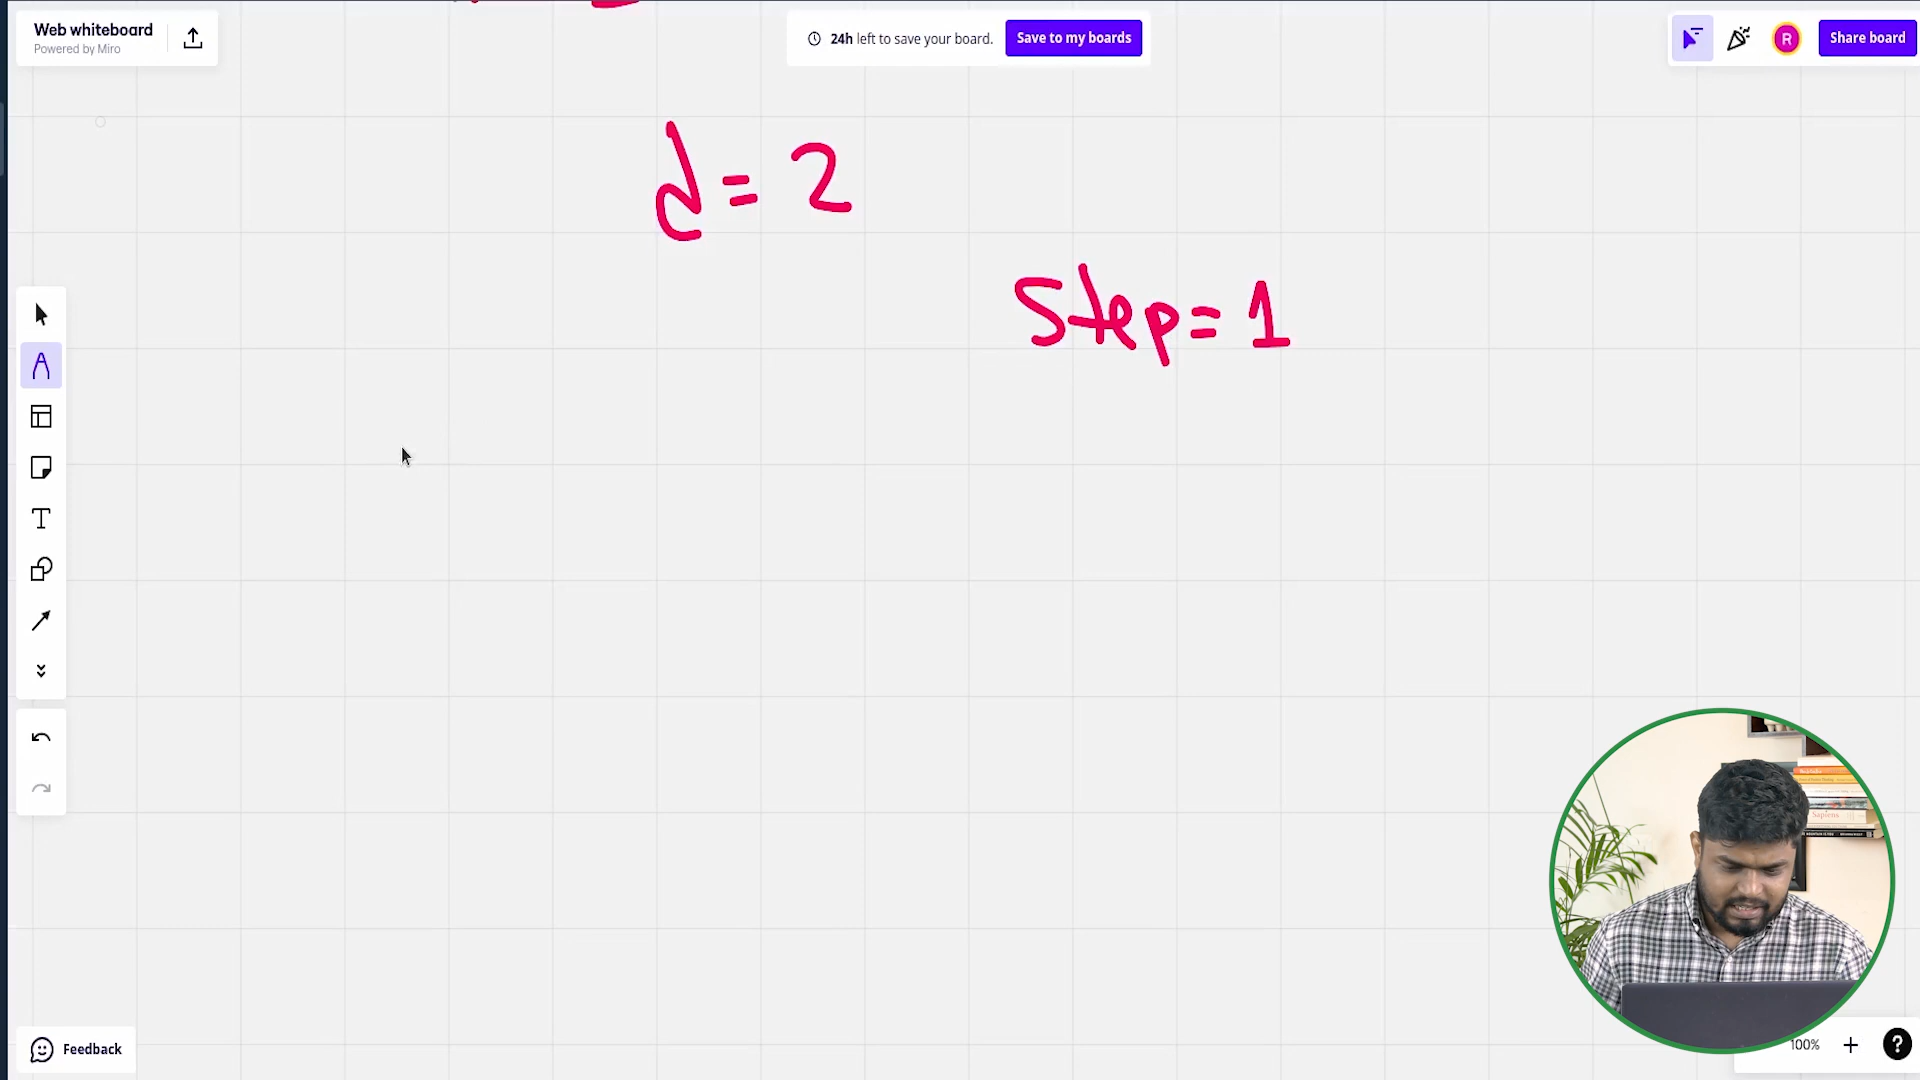 Web whiteboard
Powered by Miro
24h left to save your board.
Save to my boards
R
Share board
d = 2
Step = 1
T
Sapiens
Feedback
100%
+
?